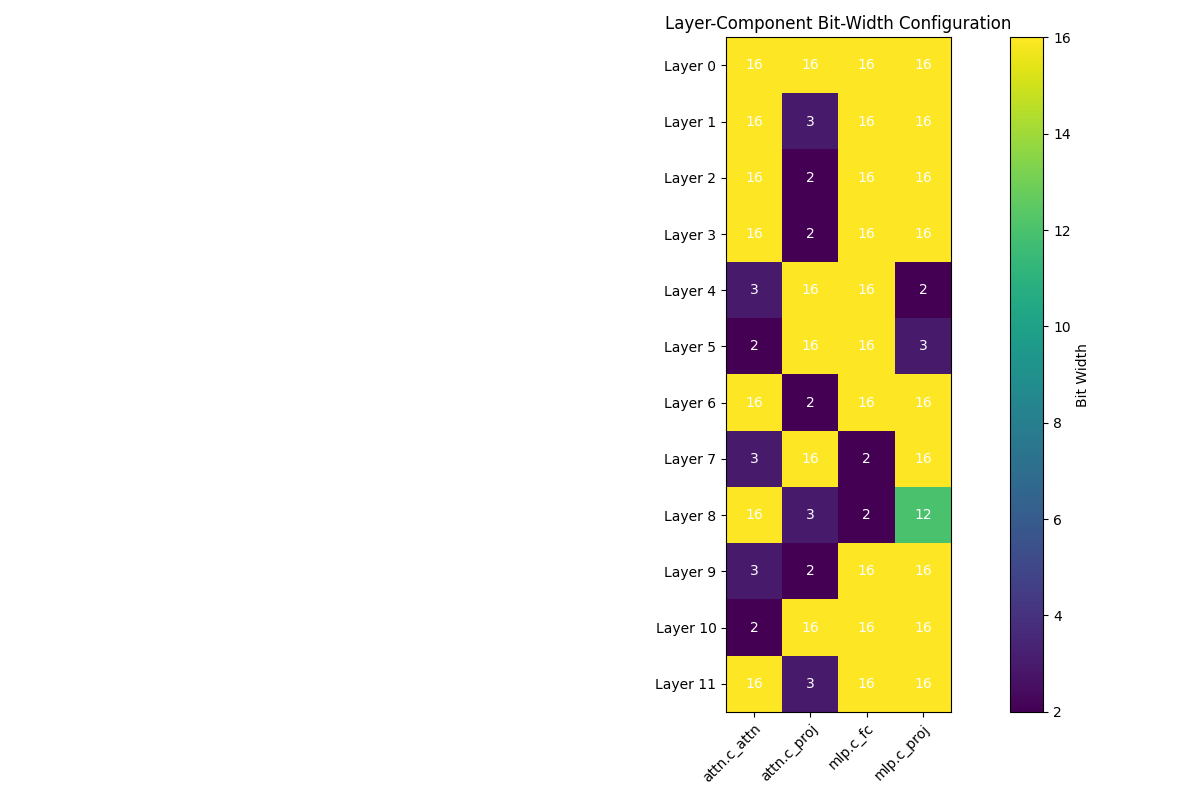 Layer-Component Bit-Width Configuration
Layer 0 16 16 16 16
Layer 1 16 3 16 16
Layer 2 16 2 16 16
Layer 3 16 2 16 16
Layer 4 3 16 16 2
Layer 5 2 16 16 3
Layer 6 16 2 16 16
Layer 7 3 16 2 16
Layer 8 16 3 2 12
Layer 9 3 2 16 16
Layer 10 2 16 16 16
Layer 11 16 3 16 16
attn.c_attn attn.c_proj mlp.c_fc mlp.c_proj
16
14
12
10
8
6
4
2
Bit Width